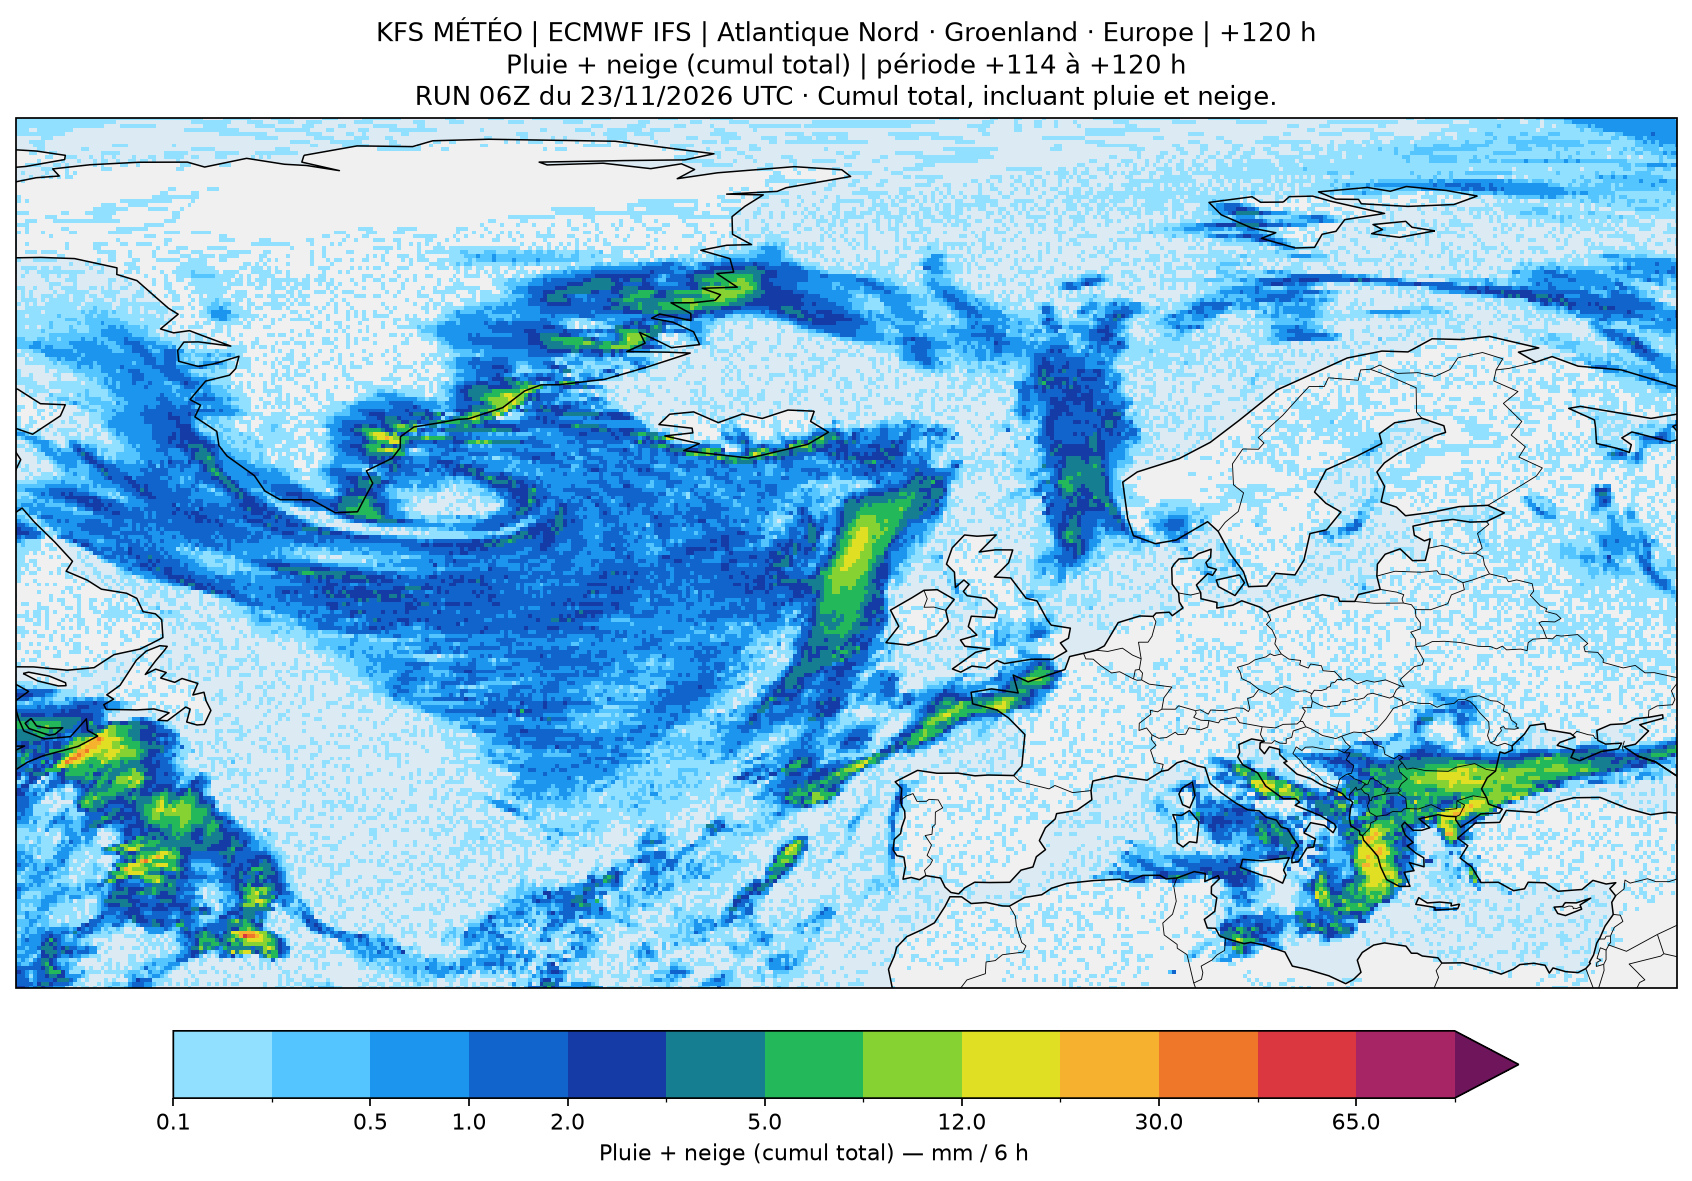 KFS MÉTÉO | ECMWF IFS | Atlantique Nord · Groenland · Europe | +120 h
Pluie + neige (cumul total) | période +114 à +120 h
RUN 06Z du 23/11/2026 UTC · Cumul total, incluant pluie et neige.
0.1 0.5 1.0 2.0 5.0 12.0 30.0 65.0
Pluie + neige (cumul total) — mm / 6 h